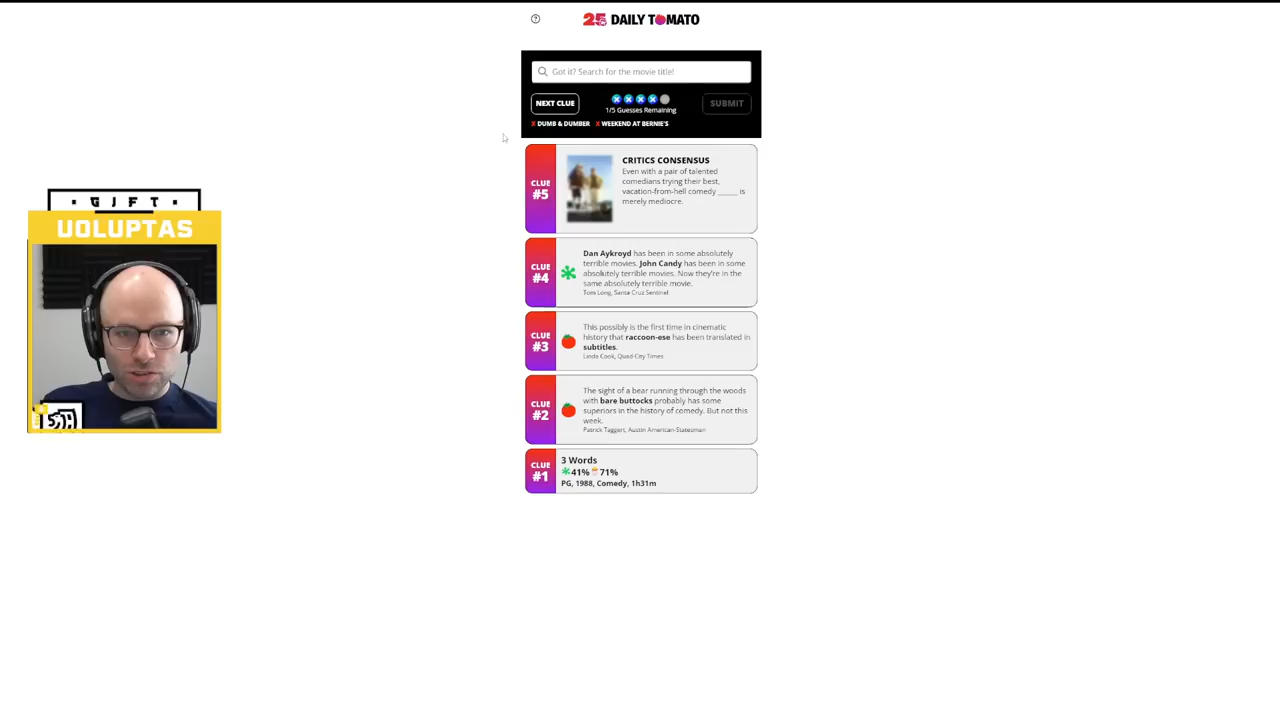 25 DAILY TOMATO
Got it? Search for the movie title!
NEXT CLUE
1/5 Guesses Remaining
SUBMIT
X DUMB & DUMBER X WEEKEND AT BERNIE'S
CLUE #5
CRITICS CONSENSUS
Even with a pair of talented
comedians trying their best,
vacation-from-hell comedy _____ is
merely mediocre.
CLUE #4
Dan Aykroyd has been in some absolutely
terrible movies. John Candy has been in some
absolutely terrible movies. Now they're in the
same absolutely terrible movie.
Tom Long, Santa Cruz Sentinel
CLUE #3
This possibly is the first time in cinematic
history that raccoon-ese has been translated in
subtitles.
Linda Cook, Quad-City Times
CLUE #2
The sight of a bear running through the woods
with bare buttocks probably has some
superiors in the history of comedy. But not this
week.
Patrick Taggert, Austin American-Statesman
CLUE #1
3 Words
41% 71%
PG, 1988, Comedy, 1h31m
GIFT
VOLUPTAS